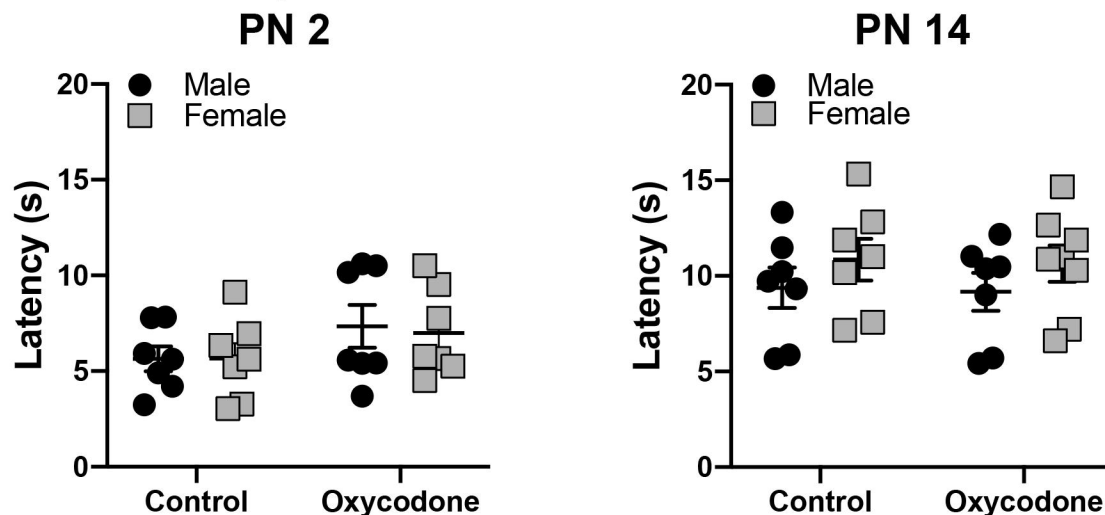 PN 2
Male
Female
Latency (s)
20
15
10
5
0
Control Oxycodone
PN 14
Male
Female
Latency (s)
20
15
10
5
0
Control Oxycodone